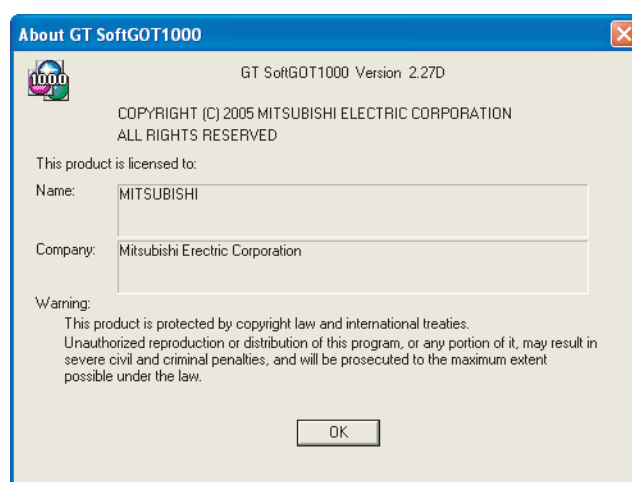 About GT SoftGOT1000
1000
GT SoftGOT1000 Version 2.27D
COPYRIGHT (C) 2005 MITSUBISHI ELECTRIC CORPORATION
ALL RIGHTS RESERVED
This product is licensed to:
Name:
MITSUBISHI
Company:
Mitsubishi Erectric Corporation
Warning:
This product is protected by copyright law and international treaties.
Unauthorized reproduction or distribution of this program, or any portion of it, may result in
severe civil and criminal penalties, and will be prosecuted to the maximum extent
possible under the law.
OK